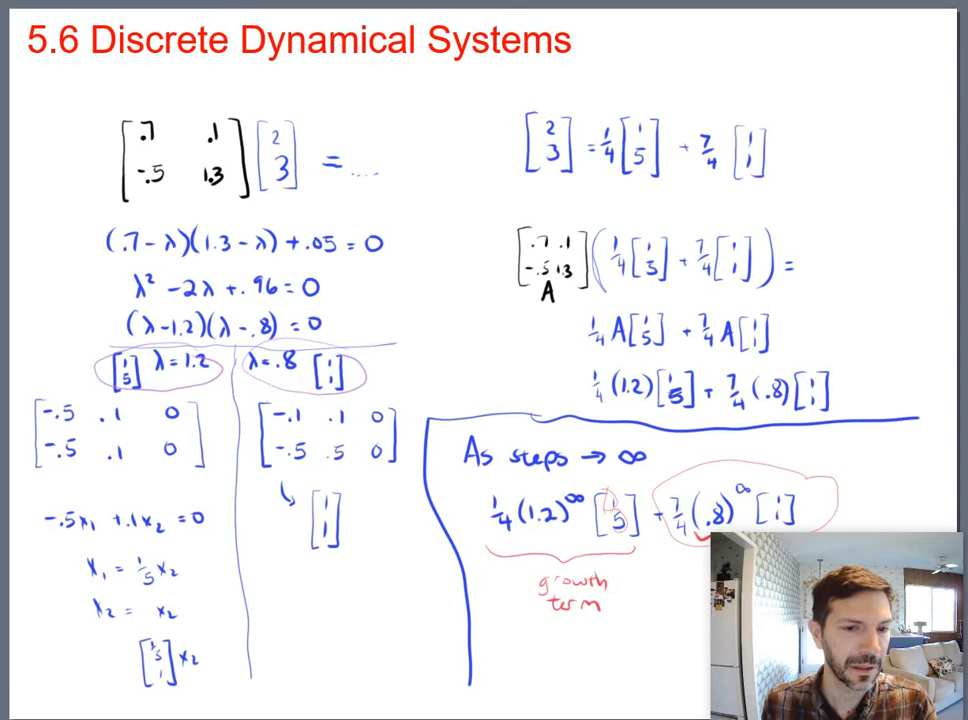 5.6 Discrete Dynamical Systems
[.7 .1
-.5 1.3] [2
3] = ....
(.7 - λ)(1.3 - λ) + .05 = 0
λ² - 2λ + .96 = 0
(λ - 1.2)(λ - .8) = 0
[1
5] λ = 1.2
λ = .8 [1
1]
[-.5 .1 0
-.5 .1 0]
-.5x₁ + .1x₂ = 0
x₁ = 1/5 x₂
x₂ = x₂
[1/5
1] x₂
[-.1 .1 0
-.5 .5 0]
[1
1]
[2
3] = 1/4 [1
5] + 7/4 [1
1]
[.7 .1
-.5 1.3] (1/4 [1
5] + 7/4 [1
1]) =
A
1/4 A [1
5] + 7/4 A [1
1]
1/4 (1.2) [1
5] + 7/4 (.8) [1
1]
As steps → ∞
1/4 (1.2)^∞ [1
5] + 7/4 (.8)^∞ [1
1]
growth
term